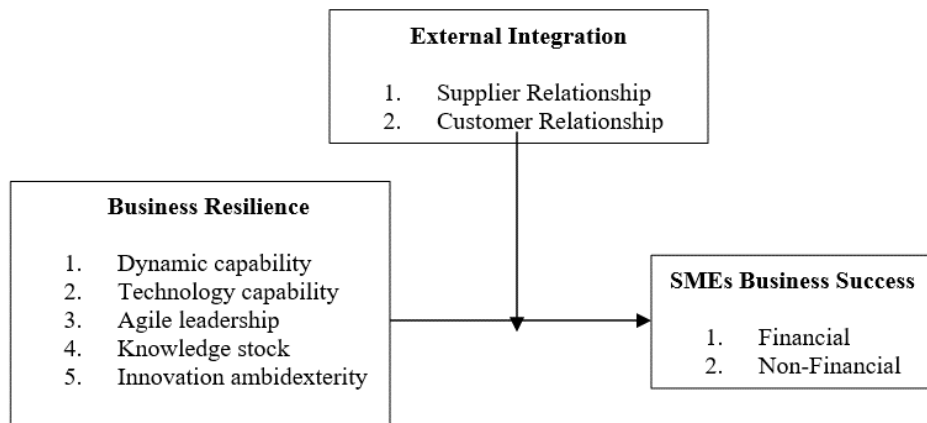 External Integration
1. Supplier Relationship
2. Customer Relationship
Business Resilience
1. Dynamic capability
2. Technology capability
3. Agile leadership
4. Knowledge stock
5. Innovation ambidexterity
SMEs Business Success
1. Financial
2. Non-Financial